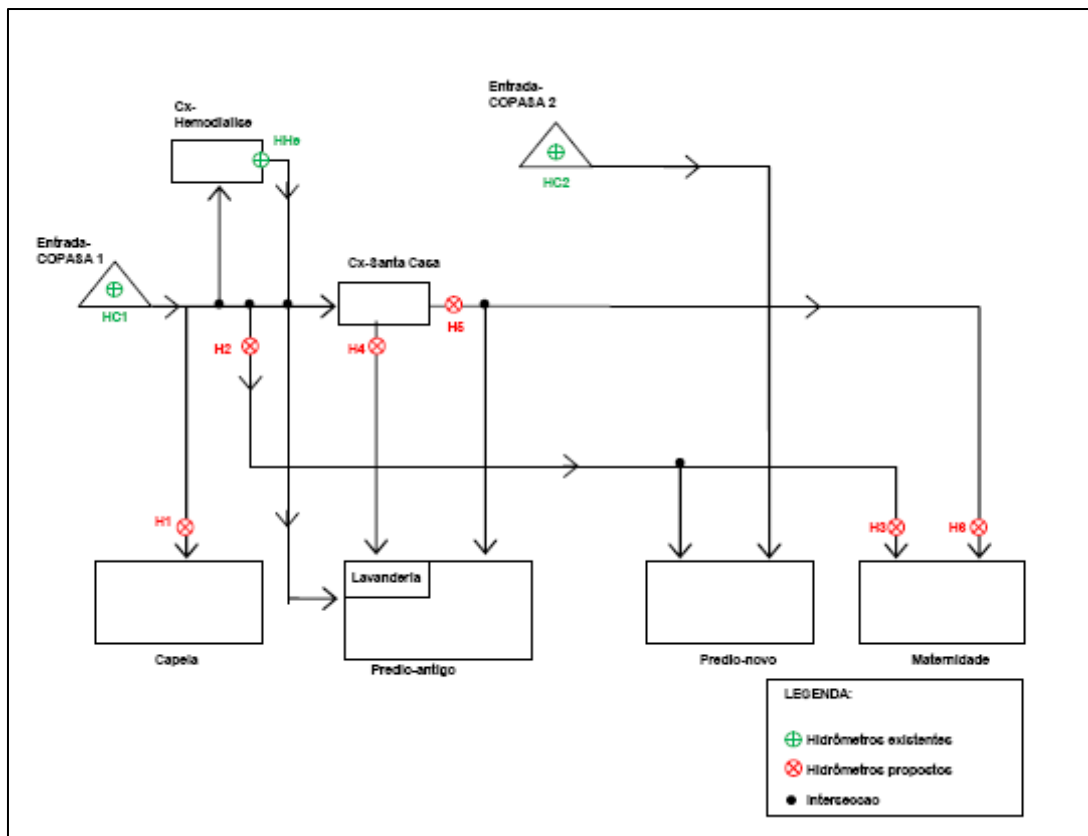 Entrada-
COPASA 2
Cx-
Hemodialise
HHe
HC2
Entrada-
COPASA 1
Cx-Santa Casa
HC1
H2
H4
H5
H1
H3
H6
Lavanderia
Capela
Predio-antigo
Predio-novo
Maternidade
LEGENDA:
Hidrômetros existentes
Hidrômetros propostos
Interseccao